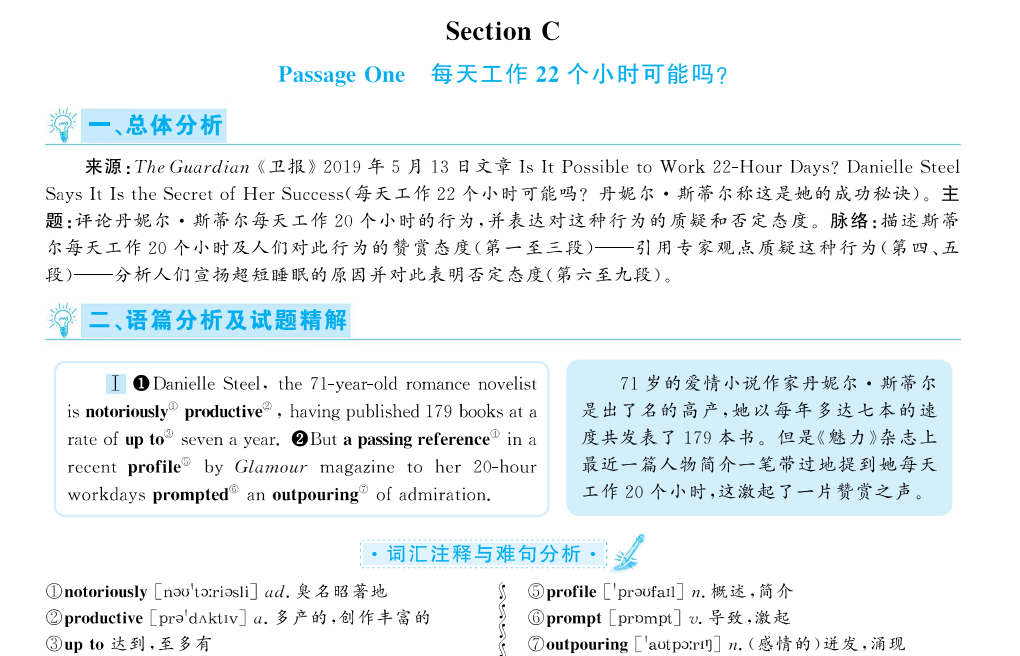 Section C
Passage One 每天工作 22 个小时可能吗?
一、总体分析
来源:The Guardian《卫报》2019 年 5 月 13 日文章 Is It Possible to Work 22-Hour Days? Danielle Steel
Says It Is the Secret of Her Success(每天工作 22 个小时可能吗? 丹妮尔·斯蒂尔称这是她的成功秘诀)。主
题:评论丹妮尔·斯蒂尔每天工作 20 个小时的行为,并表达对这种行为的质疑和否定态度。脉络:描述斯蒂
尔每天工作 20 个小时及人们对此行为的赞赏态度(第一至三段)——引用专家观点质疑这种行为(第四、五
段)——分析人们宣扬超短睡眠的原因并对此表明否定态度(第六至九段)。
二、语篇分析及试题精解
Ⅰ ❶Danielle Steel, the 71-year-old romance novelist
is notoriously① productive②, having published 179 books at a
rate of up to③ seven a year. ❷But a passing reference④ in a
recent profile⑤ by Glamour magazine to her 20-hour
workdays prompted⑥ an outpouring⑦ of admiration.
71 岁的爱情小说作家丹妮尔·斯蒂尔
是出了名的高产,她以每年多达七本的速
度共发表了 179 本书。但是《魅力》杂志上
最近一篇人物简介一笔带过地提到她每天
工作 20 个小时,这激起了一片赞赏之声。
·词汇注释与难句分析·
①notoriously [nəʊˈtɔːriəsli] ad. 臭名昭著地
②productive [prəˈdʌktɪv] a. 多产的,创作丰富的
③up to 达到,至多有
⑤profile [ˈprəʊfaɪl] n. 概述,简介
⑥prompt [prɒmpt] v. 导致,激起
⑦outpouring [ˈaʊtpɔːrɪŋ] n. (感情的)迸发,涌现